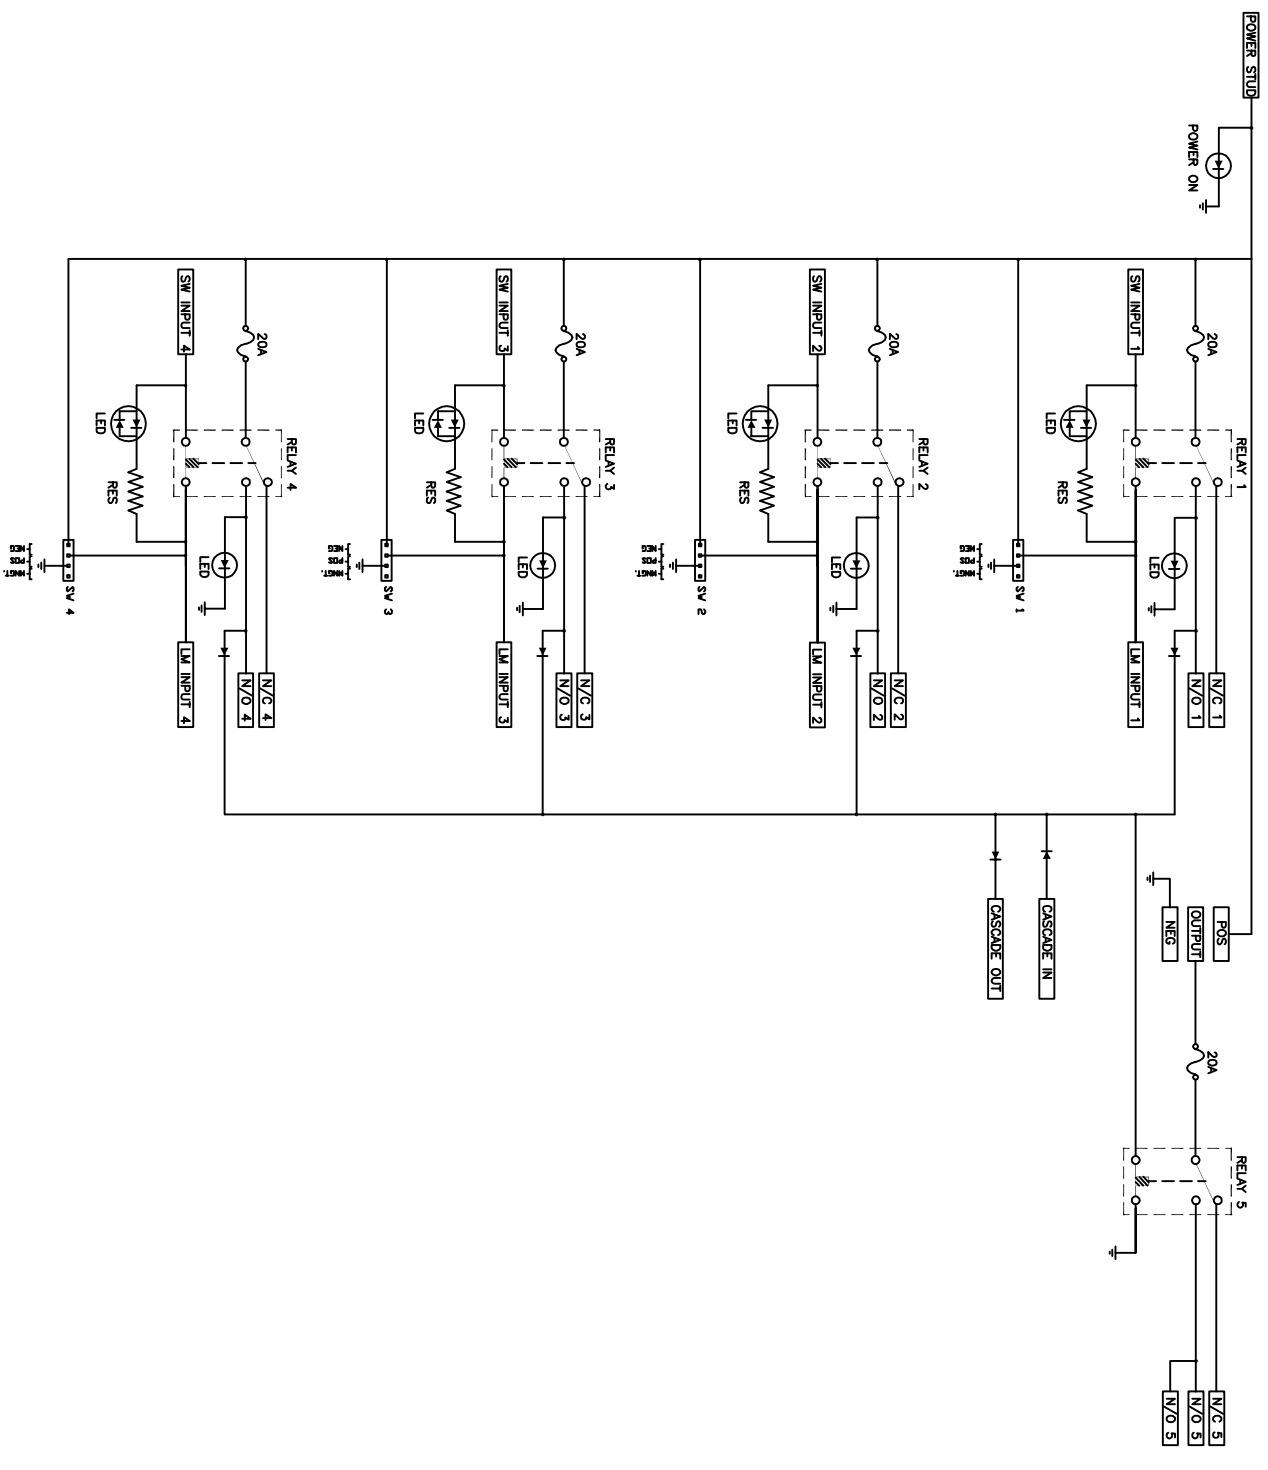 POWER STUD
POWER ON
20A
SW INPUT 1
RELAY 1
LED
RES
LED
SW 1
NEG
POS
MNGT.
LM INPUT 1
N/C 1
N/O 1
20A
SW INPUT 2
RELAY 2
LED
RES
LED
SW 2
NEG
POS
MNGT.
LM INPUT 2
N/C 2
N/O 2
20A
SW INPUT 3
RELAY 3
LED
RES
LED
SW 3
NEG
POS
MNGT.
LM INPUT 3
N/C 3
N/O 3
20A
SW INPUT 4
RELAY 4
LED
RES
LED
SW 4
NEG
POS
MNGT.
LM INPUT 4
N/C 4
N/O 4
CASCADE IN
CASCADE OUT
POS
OUTPUT
NEG
20A
RELAY 5
N/C 5
N/O 5
N/O 5